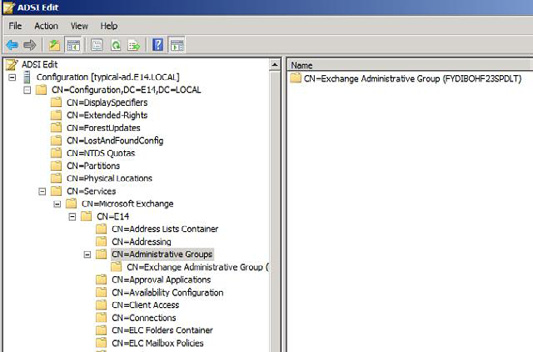 ADSI Edit
File Action View Help
ADSI Edit
Configuration [typical-ad.E14.LOCAL]
CN=Configuration,DC=E14,DC=LOCAL
CN=DisplaySpecifiers
CN=Extended-Rights
CN=ForestUpdates
CN=LostAndFoundConfig
CN=NTDS Quotas
CN=Partitions
CN=Physical Locations
CN=Services
CN=Microsoft Exchange
CN=E14
CN=Address Lists Container
CN=Addressing
CN=Administrative Groups
CN=Exchange Administrative Group (
CN=Approval Applications
CN=Availability Configuration
CN=Client Access
CN=Connections
CN=ELC Folders Container
CN=ELC Mailbox Policies
Name
CN=Exchange Administrative Group (FYDIBOHF23SPDLT)